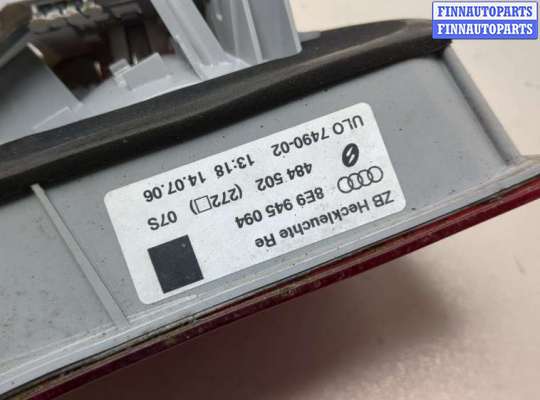 FINNAUTOPARTS
FINNAUTOPARTS
ZB Heckleuchte Re
8E9 945 094
484 502 (272□) 07S
ULO 7490-02 13:18 14.07.06